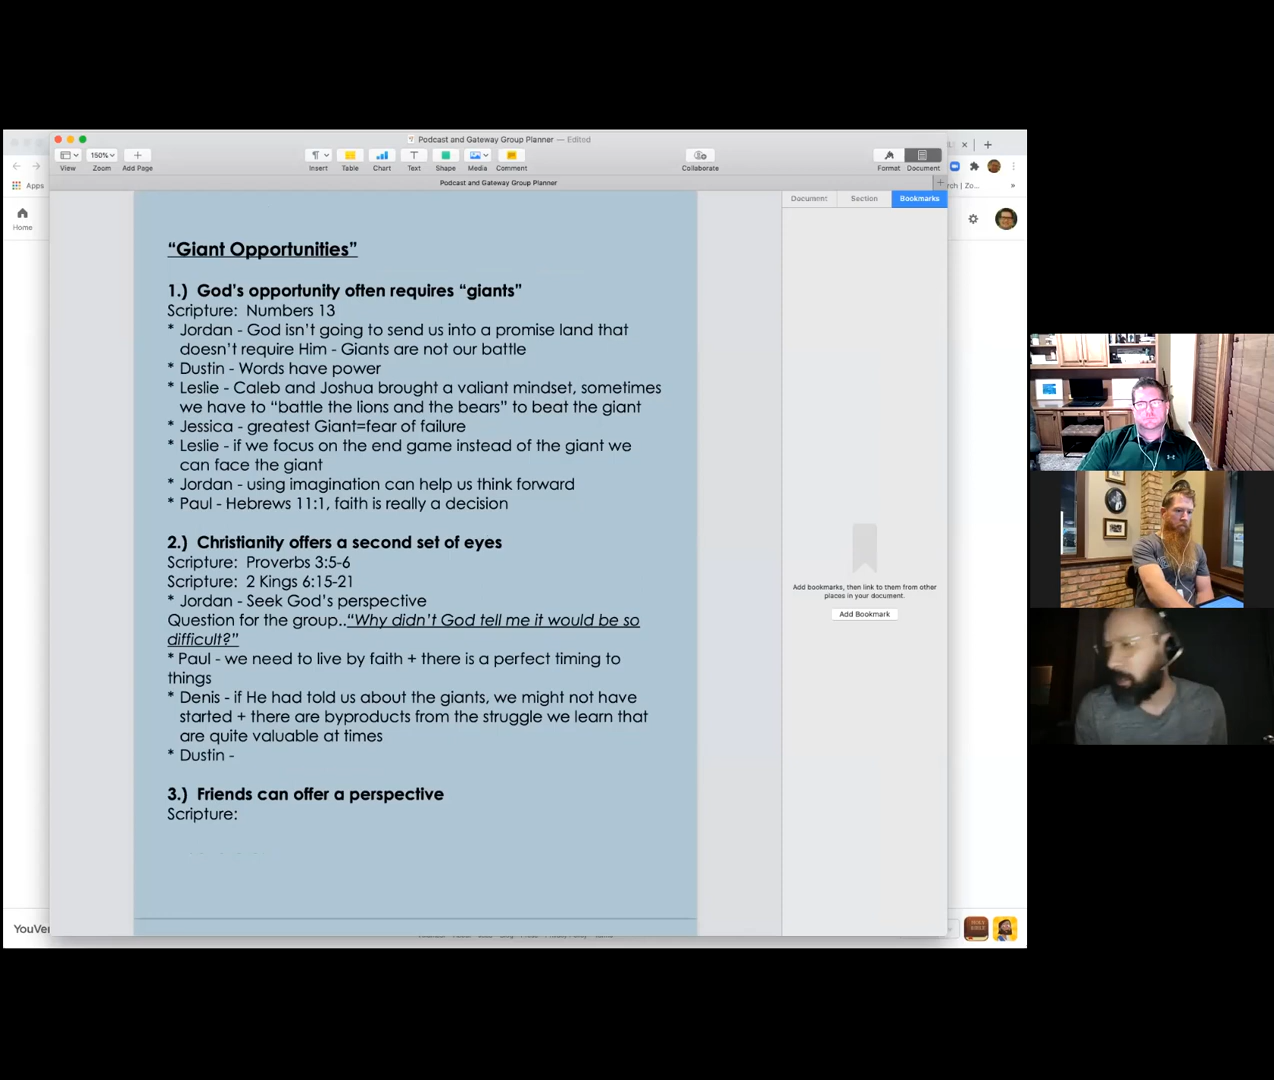 Podcast and Gateway Group Planner — Edited
View
150%
Zoom
Add Page
Insert
Table
Chart
Text
Shape
Media
Comment
Collaborate
Format
Document
Podcast and Gateway Group Planner
Apps
Home
Document
Section
Bookmarks
“Giant Opportunities”
1.) God’s opportunity often requires “giants”
Scripture: Numbers 13
* Jordan - God isn’t going to send us into a promise land that
doesn’t require Him - Giants are not our battle
* Dustin - Words have power
* Leslie - Caleb and Joshua brought a valiant mindset, sometimes
we have to “battle the lions and the bears” to beat the giant
* Jessica - greatest Giant=fear of failure
* Leslie - if we focus on the end game instead of the giant we
can face the giant
* Jordan - using imagination can help us think forward
* Paul - Hebrews 11:1, faith is really a decision
2.) Christianity offers a second set of eyes
Scripture: Proverbs 3:5-6
Scripture: 2 Kings 6:15-21
* Jordan - Seek God’s perspective
Question for the group..“Why didn’t God tell me it would be so
difficult?”
* Paul - we need to live by faith + there is a perfect timing to
things
* Denis - if He had told us about the giants, we might not have
started + there are byproducts from the struggle we learn that
are quite valuable at times
* Dustin -
3.) Friends can offer a perspective
Scripture:
Add bookmarks, then link to them from other
places in your document.
Add Bookmark
YouVer
HOLY
BIBLE